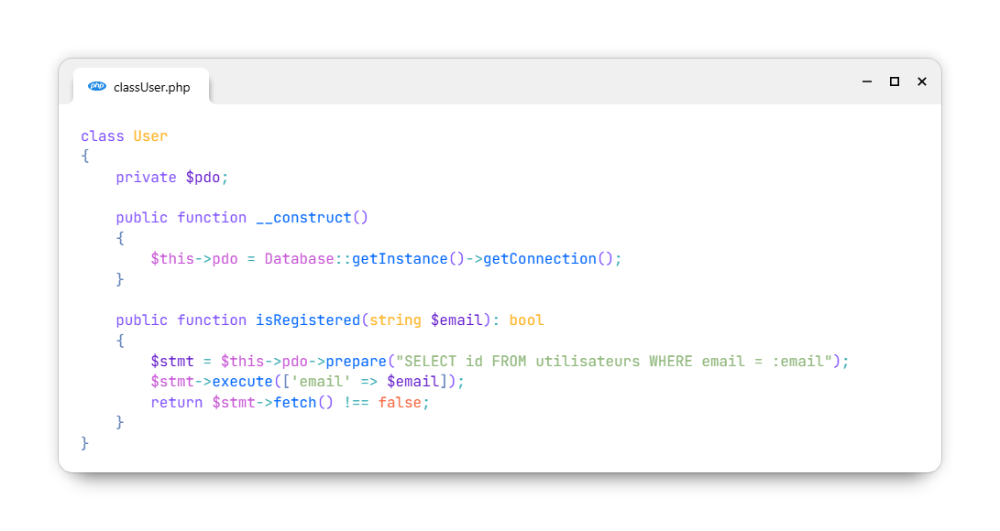 php classUser.php
class User
{
    private $pdo;

    public function __construct()
    {
        $this->pdo = Database::getInstance()->getConnection();
    }

    public function isRegistered(string $email): bool
    {
        $stmt = $this->pdo->prepare("SELECT id FROM utilisateurs WHERE email = :email");
        $stmt->execute(['email' => $email]);
        return $stmt->fetch() !== false;
    }
}